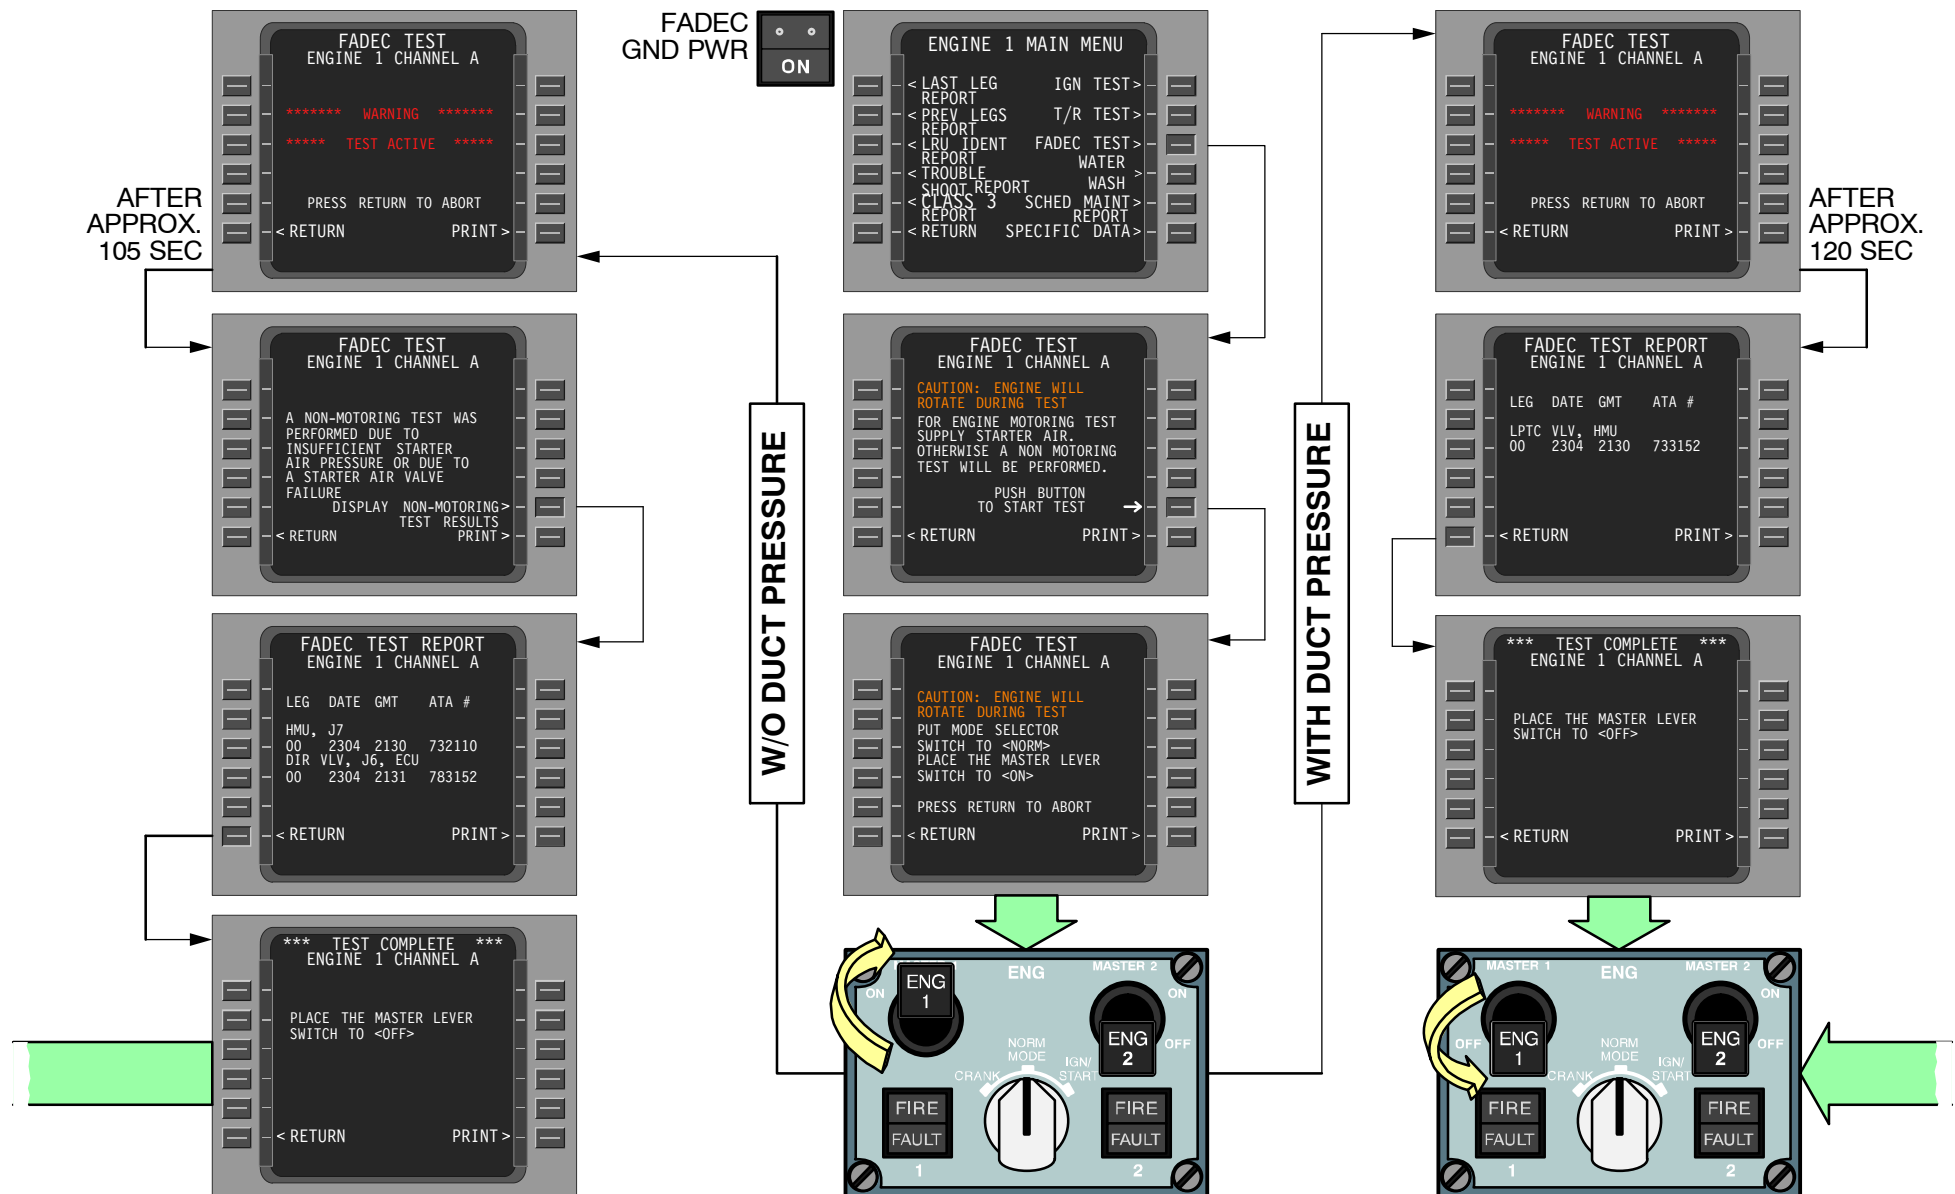 FADEC TEST
ENGINE 1 CHANNEL A
******* WARNING *******
***** TEST ACTIVE *****
PRESS RETURN TO ABORT
< RETURN PRINT >
AFTER
APPROX.
105 SEC
FADEC TEST
ENGINE 1 CHANNEL A
A NON-MOTORING TEST WAS
PERFORMED DUE TO
INSUFFICIENT STARTER
AIR PRESSURE OR DUE TO
A STARTER AIR VALVE
FAILURE
DISPLAY NON-MOTORING >
TEST RESULTS
< RETURN PRINT >
FADEC TEST REPORT
ENGINE 1 CHANNEL A
LEG DATE GMT ATA #
HMU, J7
00 2304 2130 732110
DIR VLV, J6, ECU
00 2304 2131 783152
< RETURN PRINT >
*** TEST COMPLETE ***
ENGINE 1 CHANNEL A
PLACE THE MASTER LEVER
SWITCH TO <OFF>
< RETURN PRINT >
W/O DUCT PRESSURE
FADEC
GND PWR
ON
ENGINE 1 MAIN MENU
< LAST LEG IGN TEST >
REPORT
< PREV LEGS T/R TEST >
REPORT
< LRU IDENT FADEC TEST >
REPORT WATER
< TROUBLE >
SHOOT REPORT WASH
< CLASS 3 SCHED MAINT >
REPORT REPORT
< RETURN SPECIFIC DATA >
FADEC TEST
ENGINE 1 CHANNEL A
CAUTION: ENGINE WILL
ROTATE DURING TEST
FOR ENGINE MOTORING TEST
SUPPLY STARTER AIR.
OTHERWISE A NON MOTORING
TEST WILL BE PERFORMED.
PUSH BUTTON
TO START TEST →
< RETURN PRINT >
FADEC TEST
ENGINE 1 CHANNEL A
CAUTION: ENGINE WILL
ROTATE DURING TEST
PUT MODE SELECTOR
SWITCH TO <NORM>
PLACE THE MASTER LEVER
SWITCH TO <ON>
PRESS RETURN TO ABORT
< RETURN PRINT >
ENG MASTER 2
ON ENG 1 ON
ENG 2 OFF
NORM
MODE
CRANK IGN/
START
FIRE FIRE
FAULT FAULT
1 2
WITH DUCT PRESSURE
FADEC TEST
ENGINE 1 CHANNEL A
******* WARNING *******
***** TEST ACTIVE *****
PRESS RETURN TO ABORT
< RETURN PRINT >
AFTER
APPROX.
120 SEC
FADEC TEST REPORT
ENGINE 1 CHANNEL A
LEG DATE GMT ATA #
LPTC VLV, HMU
00 2304 2130 733152
< RETURN PRINT >
*** TEST COMPLETE ***
ENGINE 1 CHANNEL A
PLACE THE MASTER LEVER
SWITCH TO <OFF>
< RETURN PRINT >
MASTER 1 ENG MASTER 2
ON
OFF ENG 1 ENG 2 OFF
NORM
MODE
CRANK IGN/
START
FIRE FIRE
FAULT FAULT
1 2